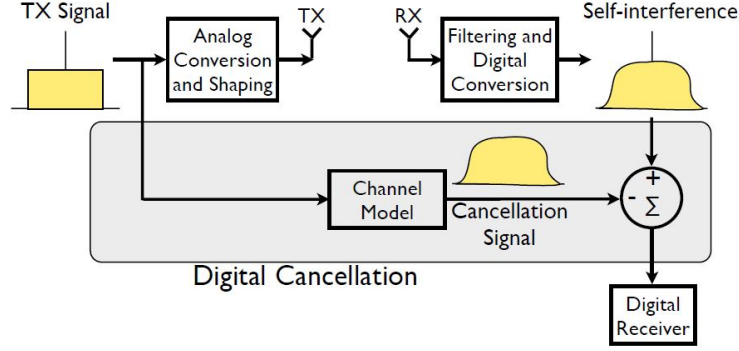 TX Signal
Analog
Conversion
and Shaping
TX
RX
Filtering and
Digital
Conversion
Self-interference
Channel
Model
Cancellation
Signal
+
-
Σ
Digital Cancellation
Digital
Receiver